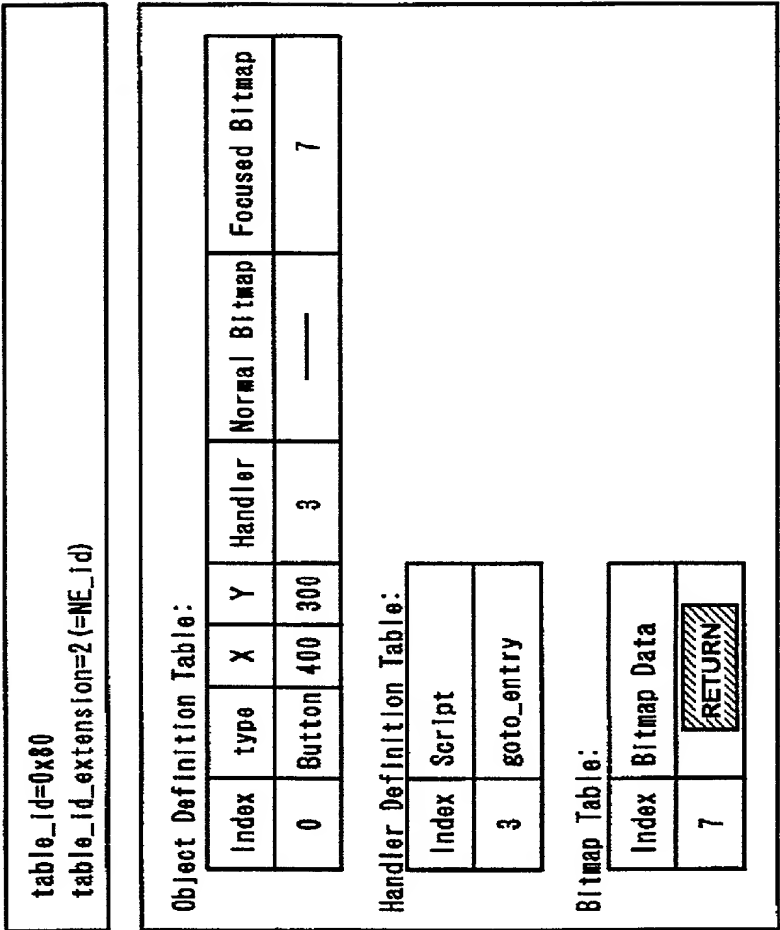 table_id=0x80
table_id_extension=2(=NE_id)
Object Definition Table:
Index type X Y Handler Normal Bitmap Focused Bitmap
0 Button 400 300 3 — 7
Handler Definition Table:
Index Script
3 goto_entry
Bitmap Table:
Index Bitmap Data
7 RETURN